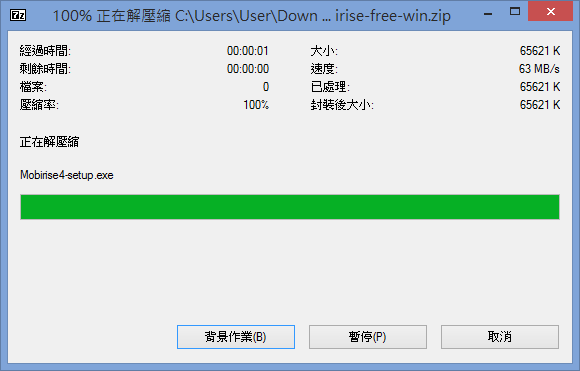 7z 100% 正在解壓縮 C:\Users\User\Down ... irise-free-win.zip
經過時間: 00:00:01 大小: 65621 K
剩餘時間: 00:00:00 速度: 63 MB/s
檔案: 0 已處理: 65621 K
壓縮率: 100% 封裝後大小: 65621 K
正在解壓縮
Mobirise4-setup.exe
背景作業(B) 暫停(P) 取消